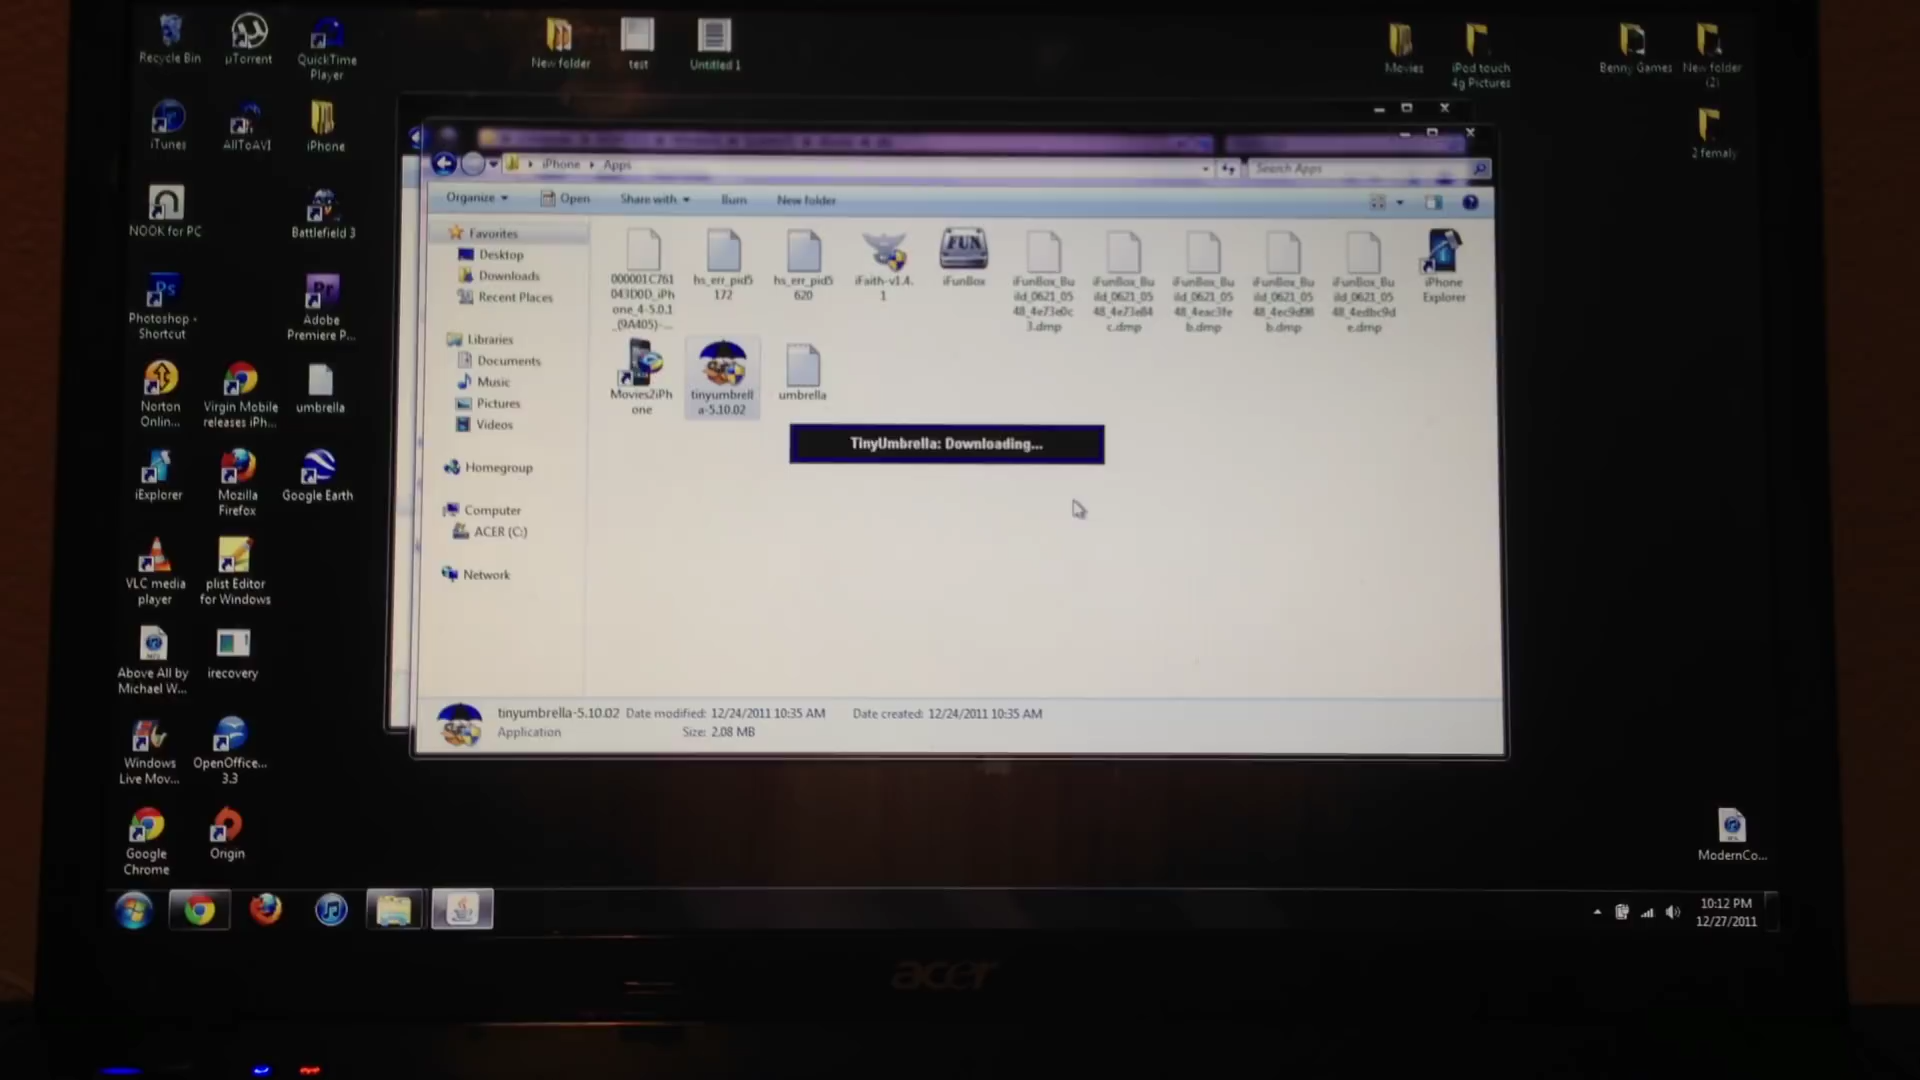 Recycle Bin
µTorrent
QuickTime
Player
New folder
test
Untitled 1
Movies
iPod touch
4g Pictures
Benny Games
New folder
(2)
iTunes
AllToAVI
iPhone
2 femaly
iPhone
Apps
Search Apps
Organize
Open
Share with
Burn
New folder
NOOK for PC
Battlefield 3
Favorites
Desktop
Downloads
Recent Places
000001C761
043D0D_iPh
one_4-5.0.1
_(9A405)-...
hs_err_pid5
172
hs_err_pid5
620
iFaith-v1.4.
1
iFunBox
iFunBox_Bu
ild_0621_05
48_4e73e0c
3.dmp
iFunBox_Bu
ild_0621_05
48_4e73e84
c.dmp
iFunBox_Bu
ild_0621_05
48_4eac3fe
b.dmp
iFunBox_Bu
ild_0621_05
48_4ec9d98
b.dmp
iFunBox_Bu
ild_0621_05
48_4edbc9d
e.dmp
iPhone
Explorer
Photoshop -
Shortcut
Adobe
Premiere P...
Libraries
Documents
Music
Pictures
Videos
Movies2iPh
one
tinyumbrell
a-5.10.02
umbrella
Norton
Onlin...
Virgin Mobile
releases iPh...
umbrella
TinyUmbrella: Downloading...
Homegroup
iExplorer
Mozilla
Firefox
Google Earth
Computer
ACER (C:)
Network
VLC media
player
plist Editor
for Windows
Above All by
Michael W...
irecovery
tinyumbrella-5.10.02 Date modified: 12/24/2011 10:35 AM
Date created: 12/24/2011 10:35 AM
Application
Size: 2.08 MB
Windows
Live Mov...
OpenOffice...
3.3
Google
Chrome
Origin
ModernCo...
10:12 PM
12/27/2011
acer